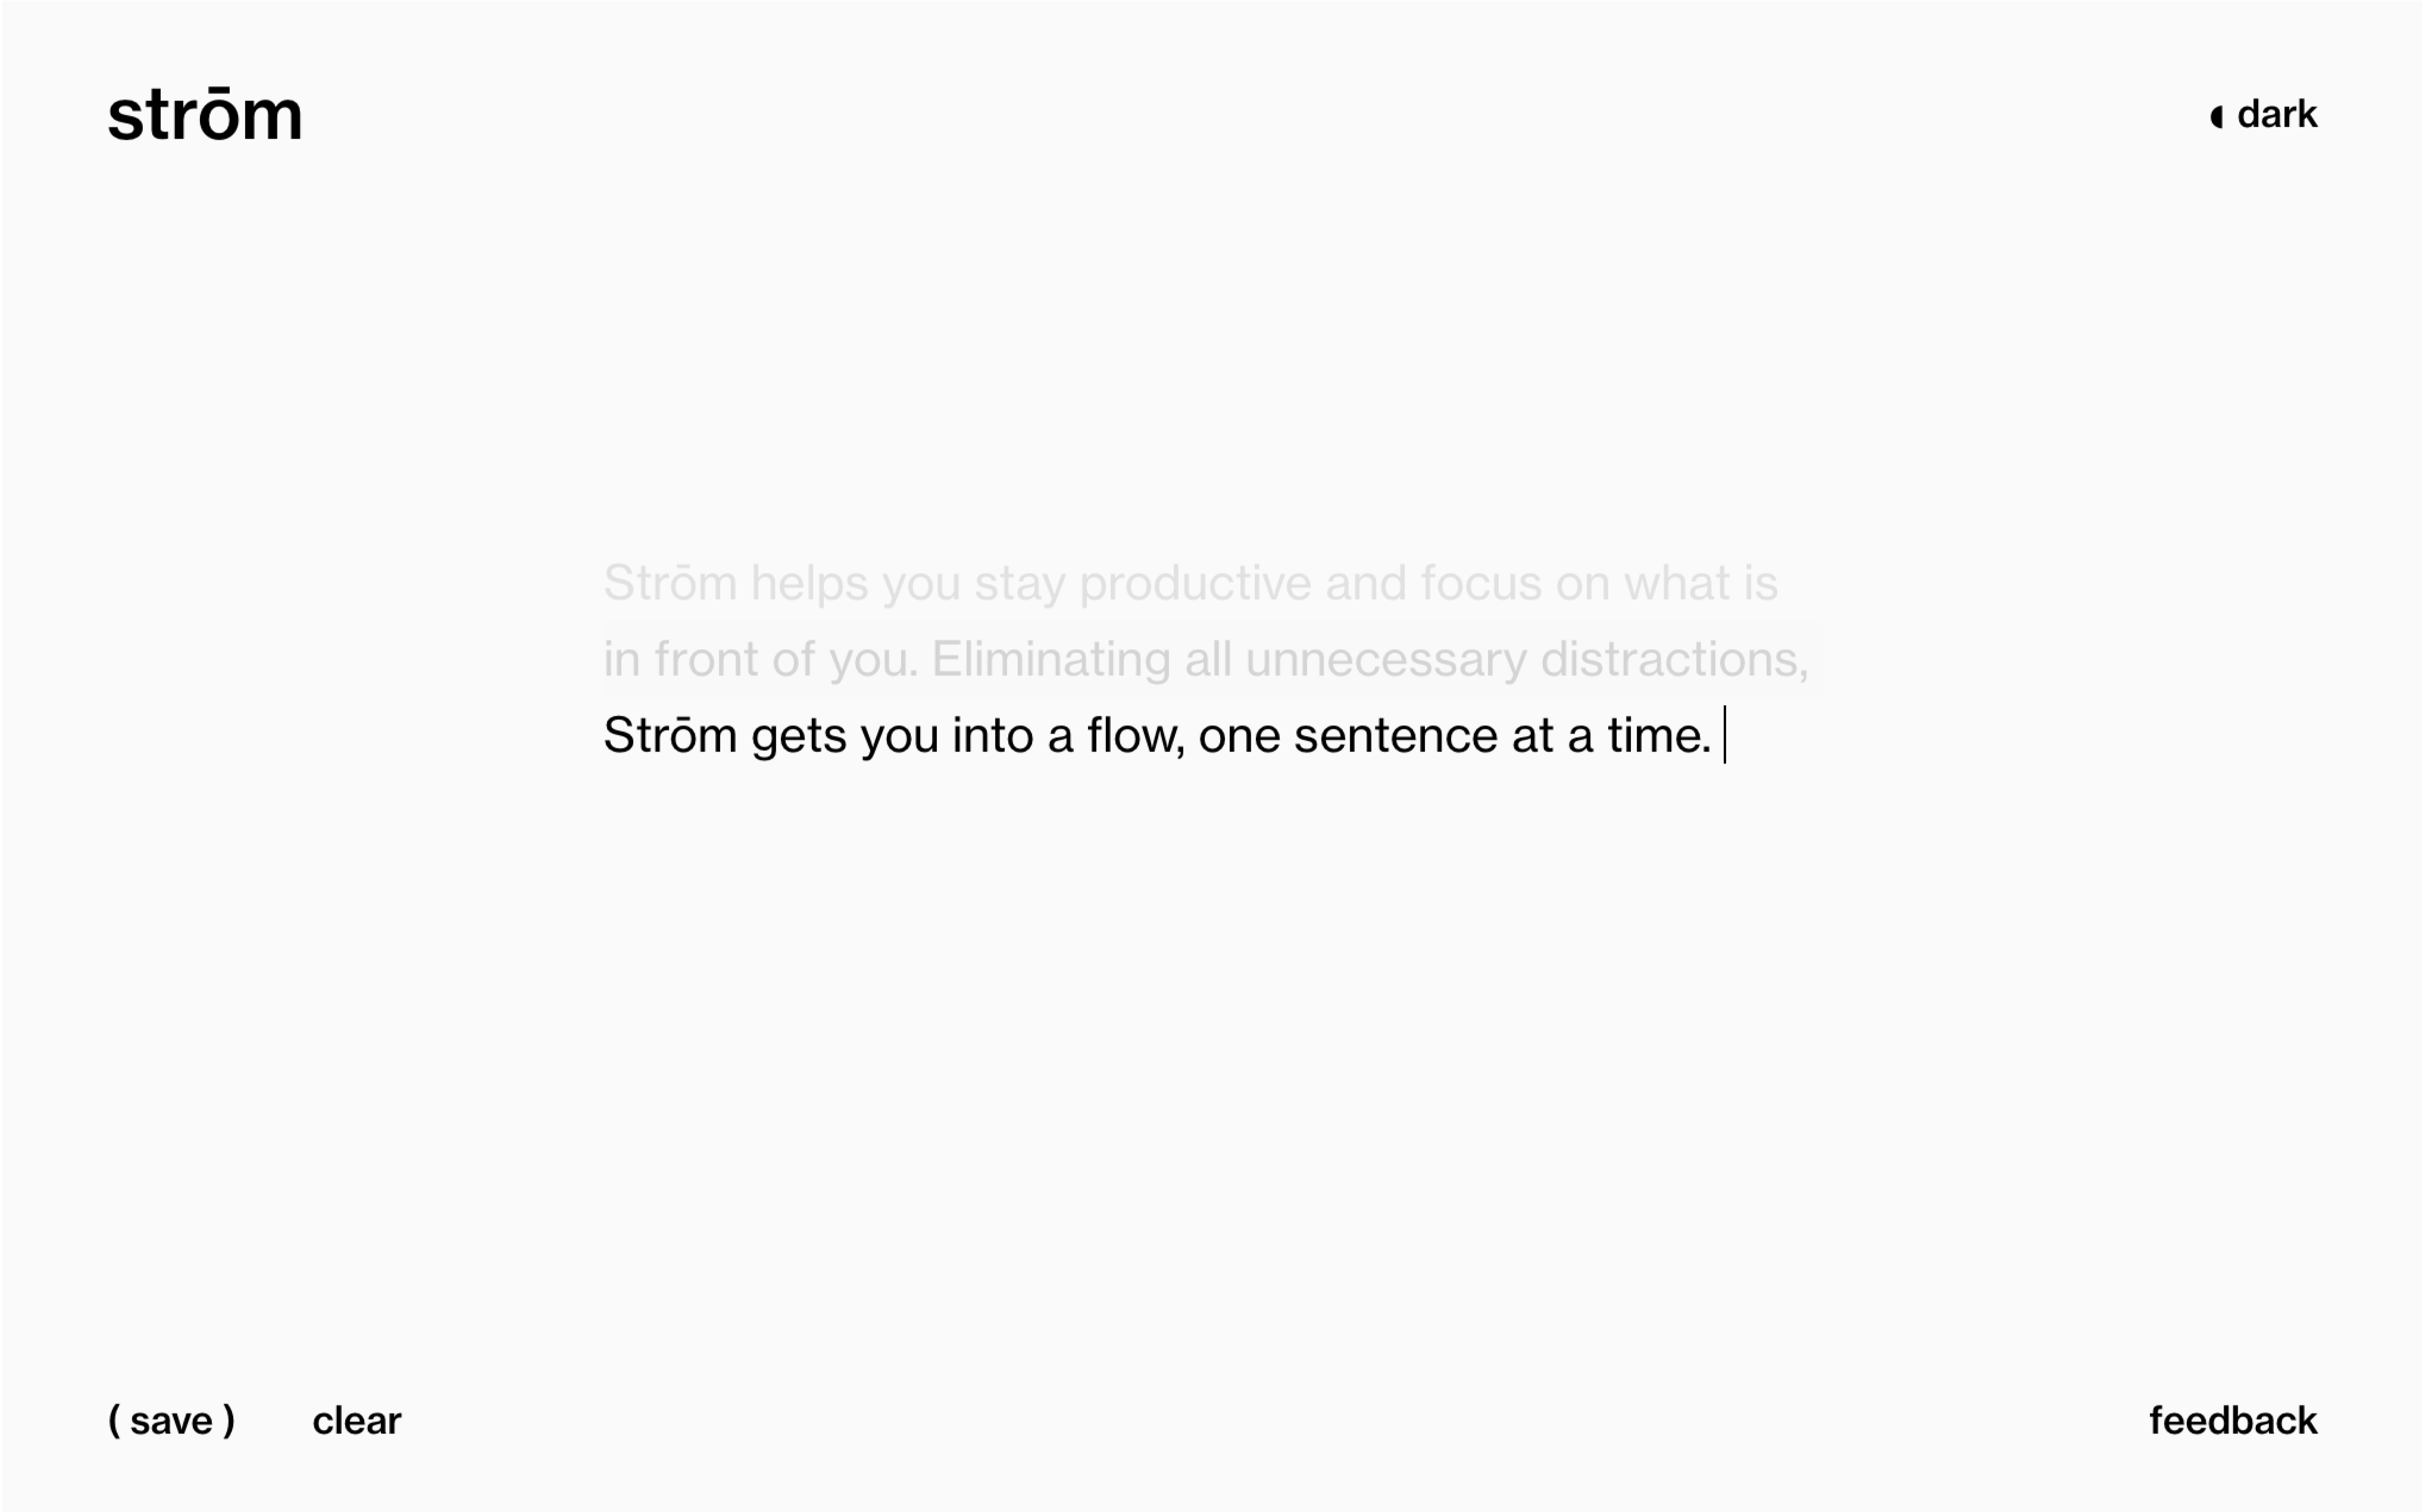 strōm
◖ dark
Strōm helps you stay productive and focus on what is
in front of you. Eliminating all unnecessary distractions,
Strōm gets you into a flow, one sentence at a time.
( save ) clear
feedback